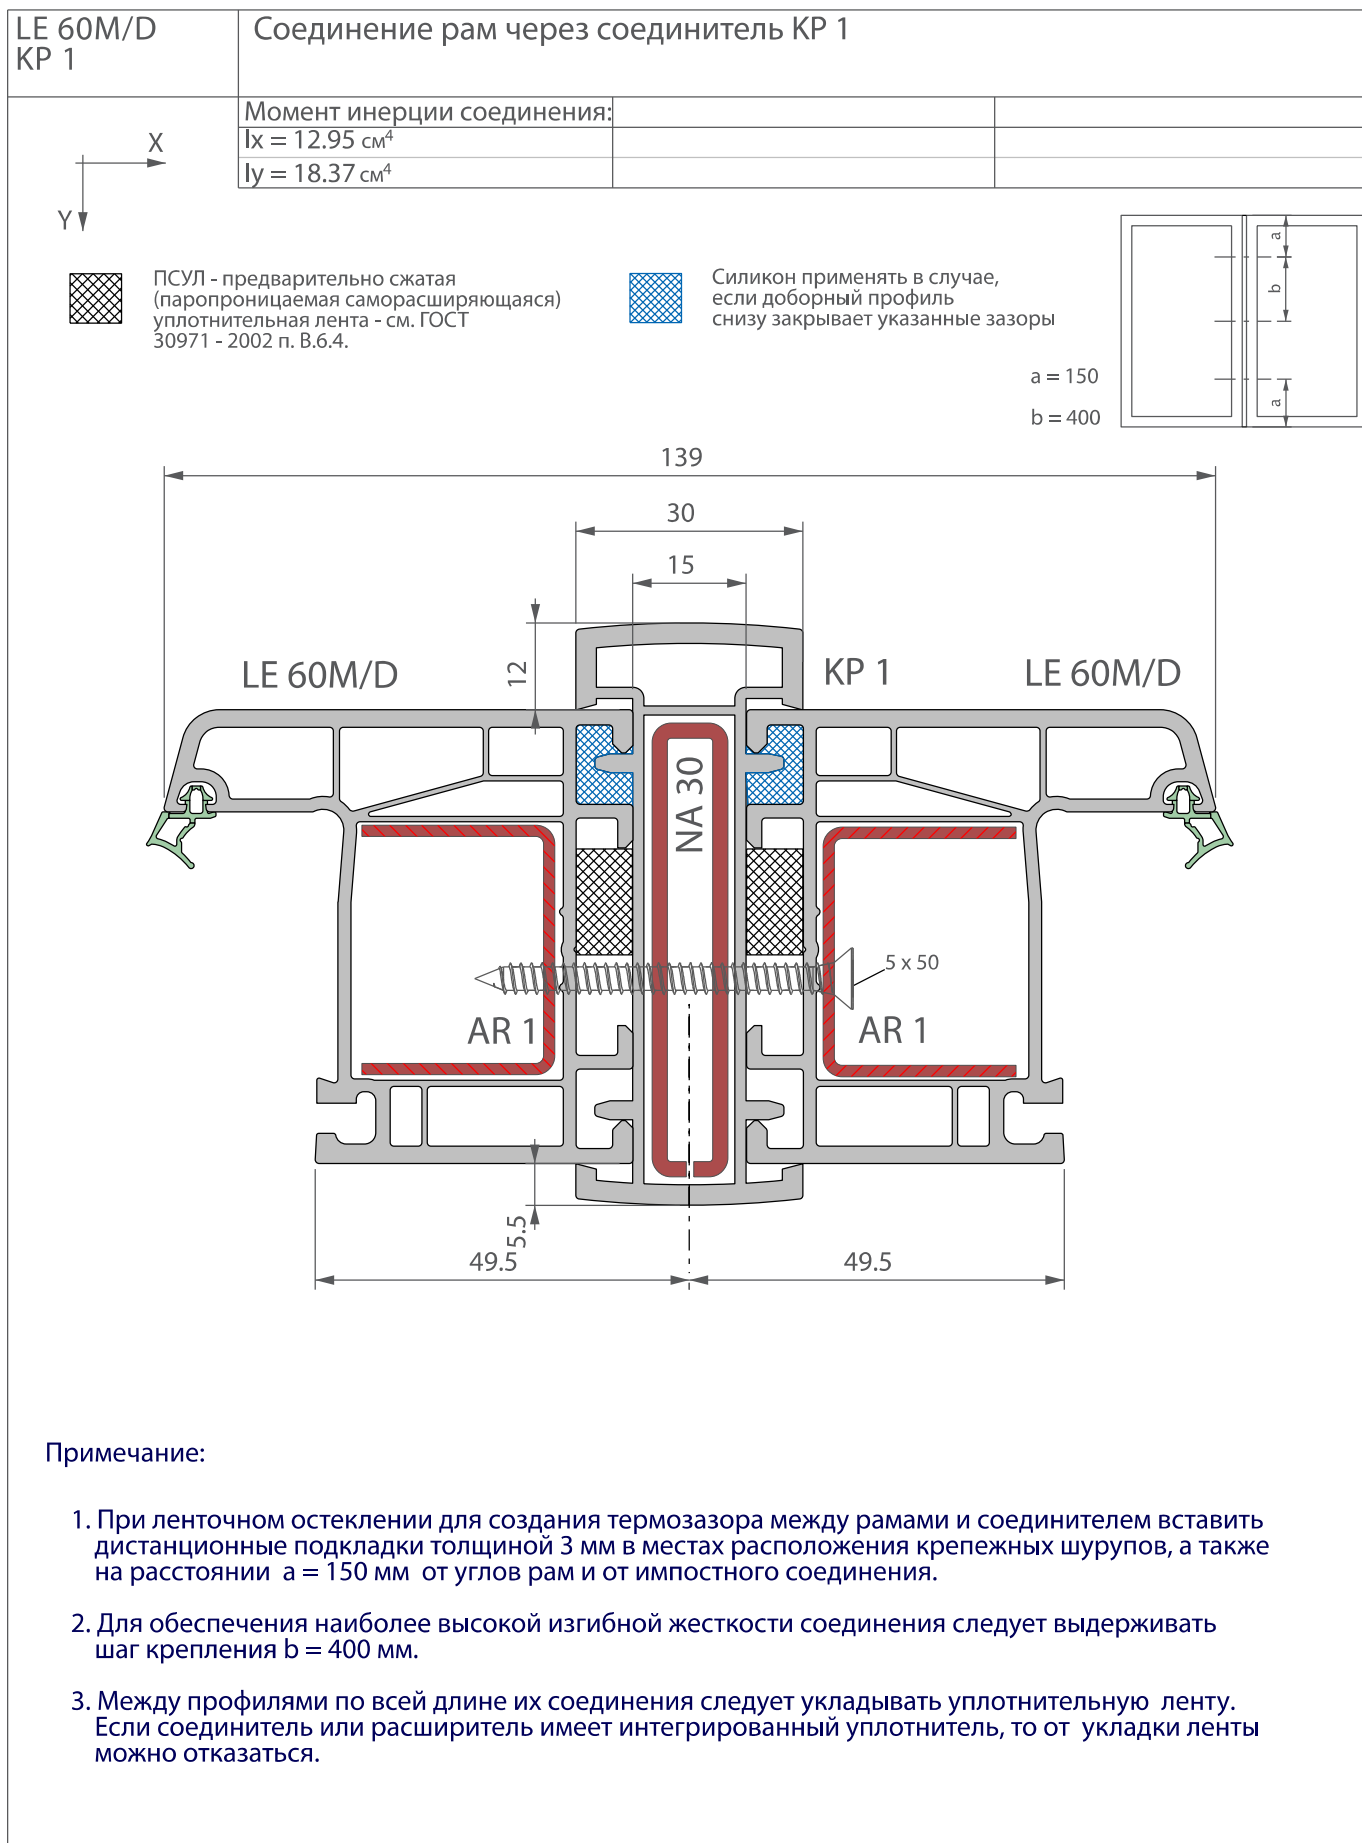 LE 60M/D
KP 1
Соединение рам через соединитель KP 1
Момент инерции соединения:
Ix = 12.95 см⁴
Iy = 18.37 см⁴
X
Y
ПСУЛ - предварительно сжатая
(паропроницаемая саморасширяющаяся)
уплотнительная лента - см. ГОСТ
30971 - 2002 п. В.6.4.
Силикон применять в случае,
если доборный профиль
снизу закрывает указанные зазоры
a
b
a
a = 150
b = 400
139
30
15
12
LE 60M/D
KP 1
LE 60M/D
NA 30
5 x 50
AR 1
AR 1
5.5
49.5
49.5
Примечание:
1. При ленточном остеклении для создания термозазора между рамами и соединителем вставить
дистанционные подкладки толщиной 3 мм в местах расположения крепежных шурупов, а также
на расстоянии a = 150 мм от углов рам и от импостного соединения.
2. Для обеспечения наиболее высокой изгибной жесткости соединения следует выдерживать
шаг крепления b = 400 мм.
3. Между профилями по всей длине их соединения следует укладывать уплотнительную ленту.
Если соединитель или расширитель имеет интегрированный уплотнитель, то от укладки ленты
можно отказаться.